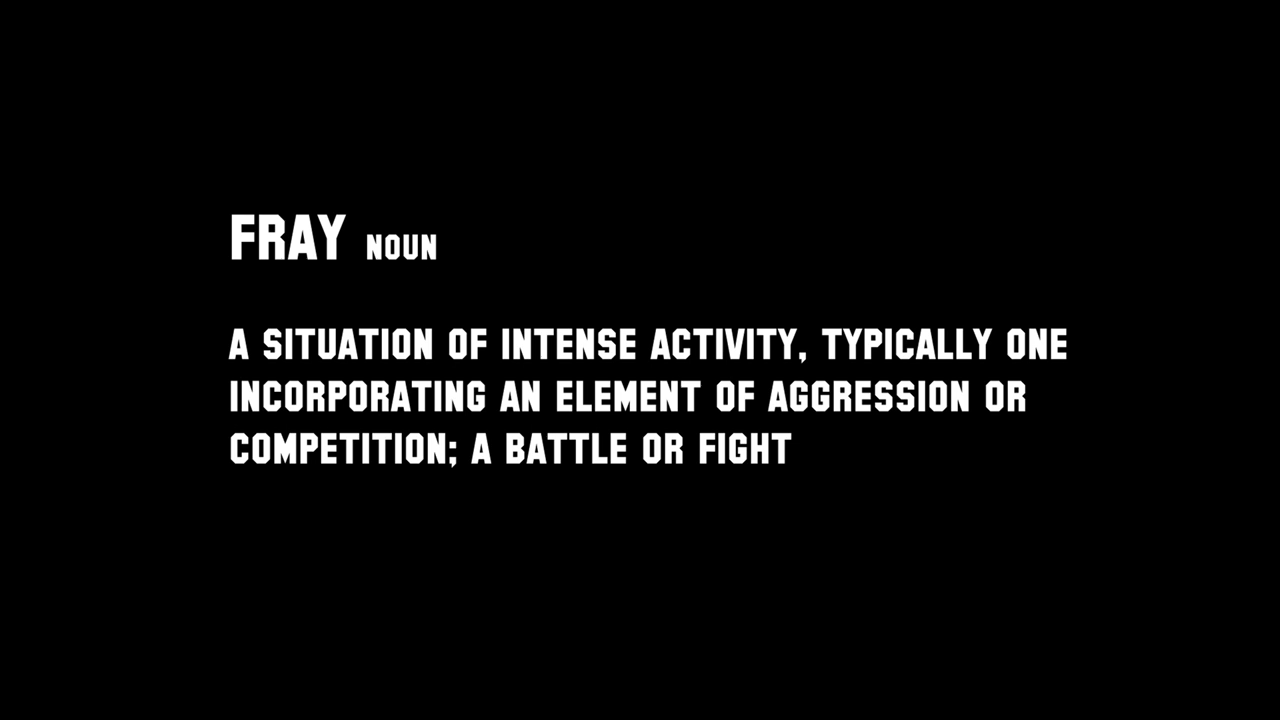 FRAY NOUN
A SITUATION OF INTENSE ACTIVITY, TYPICALLY ONE
INCORPORATING AN ELEMENT OF AGGRESSION OR
COMPETITION; A BATTLE OR FIGHT